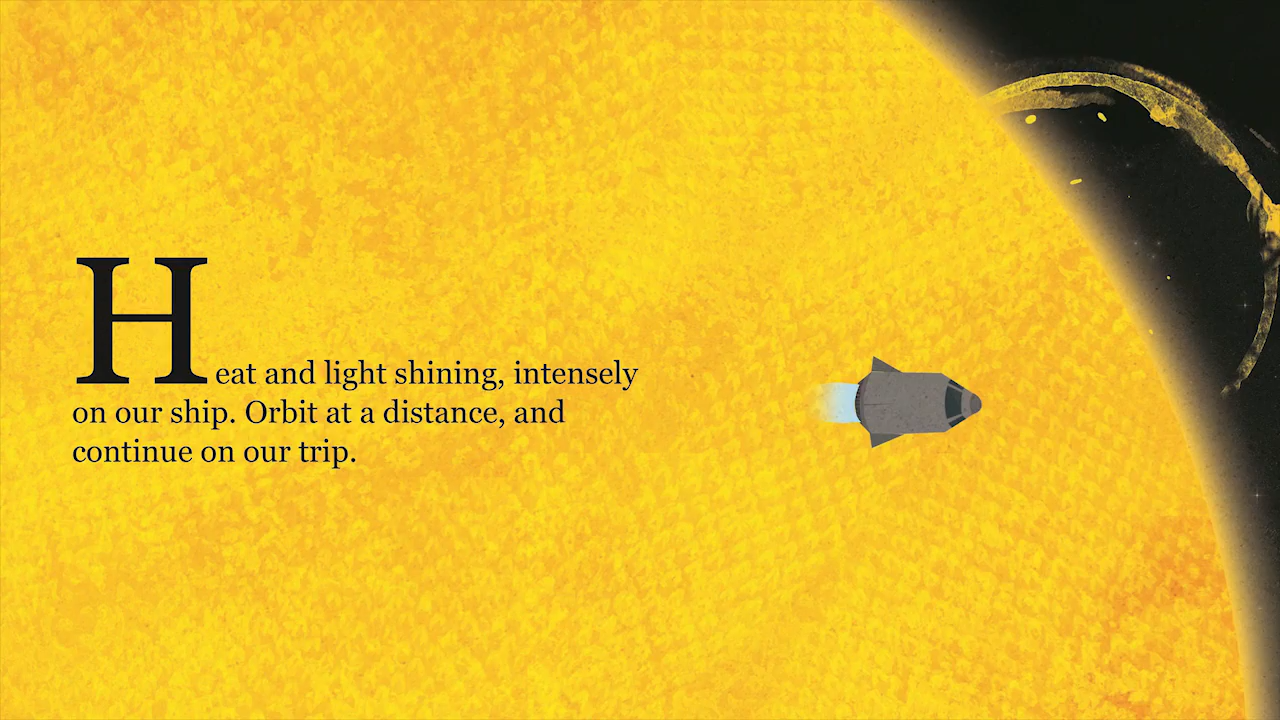 Heat and light shining, intensely
on our ship. Orbit at a distance, and
continue on our trip.